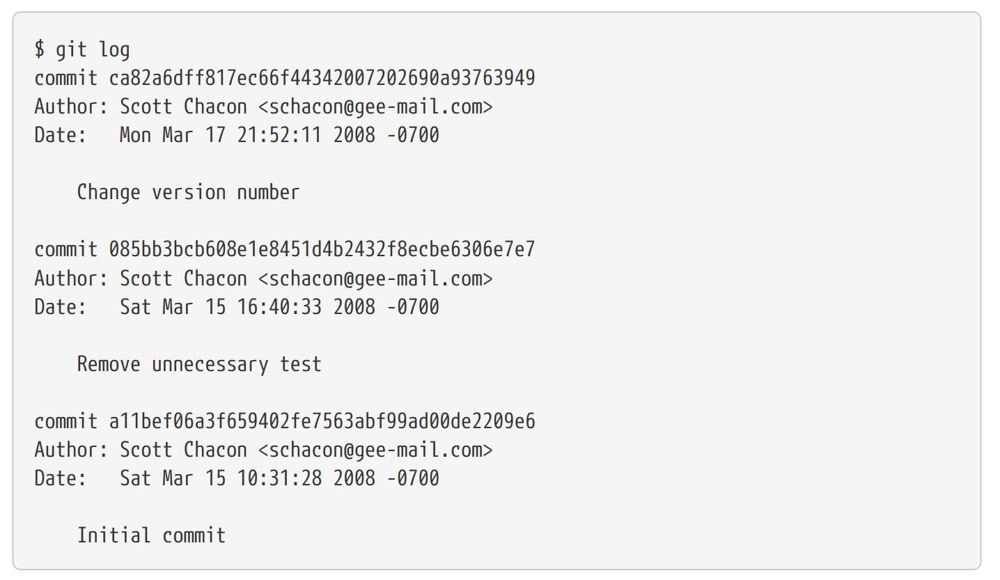 $ git log
commit ca82a6dff817ec66f44342007202690a93763949
Author: Scott Chacon <schacon@gee-mail.com>
Date:   Mon Mar 17 21:52:11 2008 -0700
    Change version number
commit 085bb3bcb608e1e8451d4b2432f8ecbe6306e7e7
Author: Scott Chacon <schacon@gee-mail.com>
Date:   Sat Mar 15 16:40:33 2008 -0700
    Remove unnecessary test
commit a11bef06a3f659402fe7563abf99ad00de2209e6
Author: Scott Chacon <schacon@gee-mail.com>
Date:   Sat Mar 15 10:31:28 2008 -0700
    Initial commit